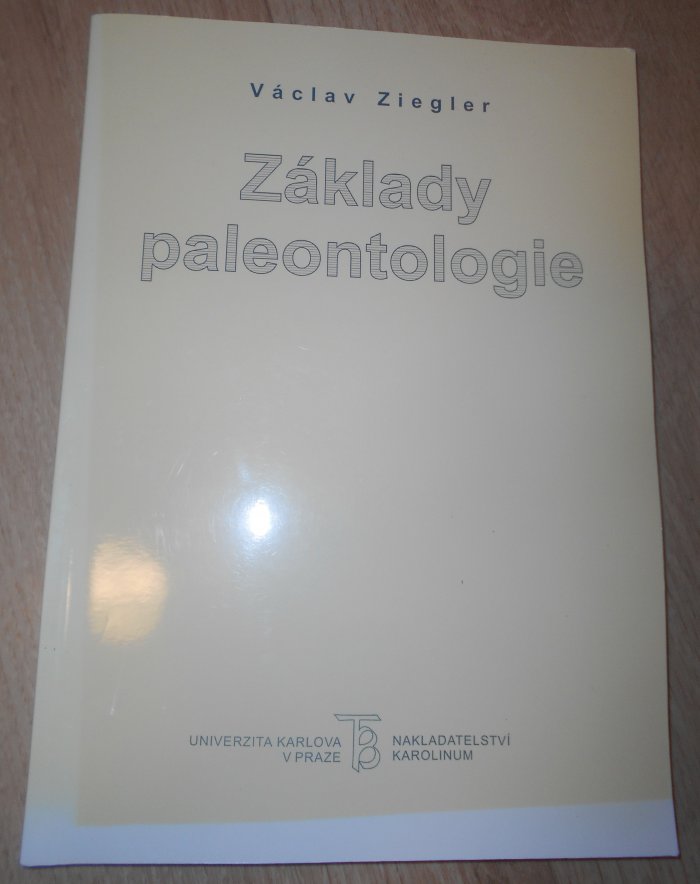 Václav Ziegler
Základy
paleontologie
UNIVERZITA KARLOVA
V PRAZE
NAKLADATELSTVÍ
KAROLINUM